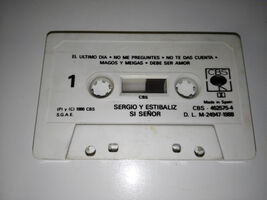 EL ULTIMO DIA • NO ME PREGUNTES • NO TE DAS CUENTA •
MAGOS Y MEIGAS • DEBE SER AMOR
1
CBS
Made in Spain
CBS
(P) y (C) 1988 CBS
S.G.A.E.
SERGIO Y ESTIBALIZ
SI SEÑOR
CBS - 462575-4
D. L. M-24947-1988